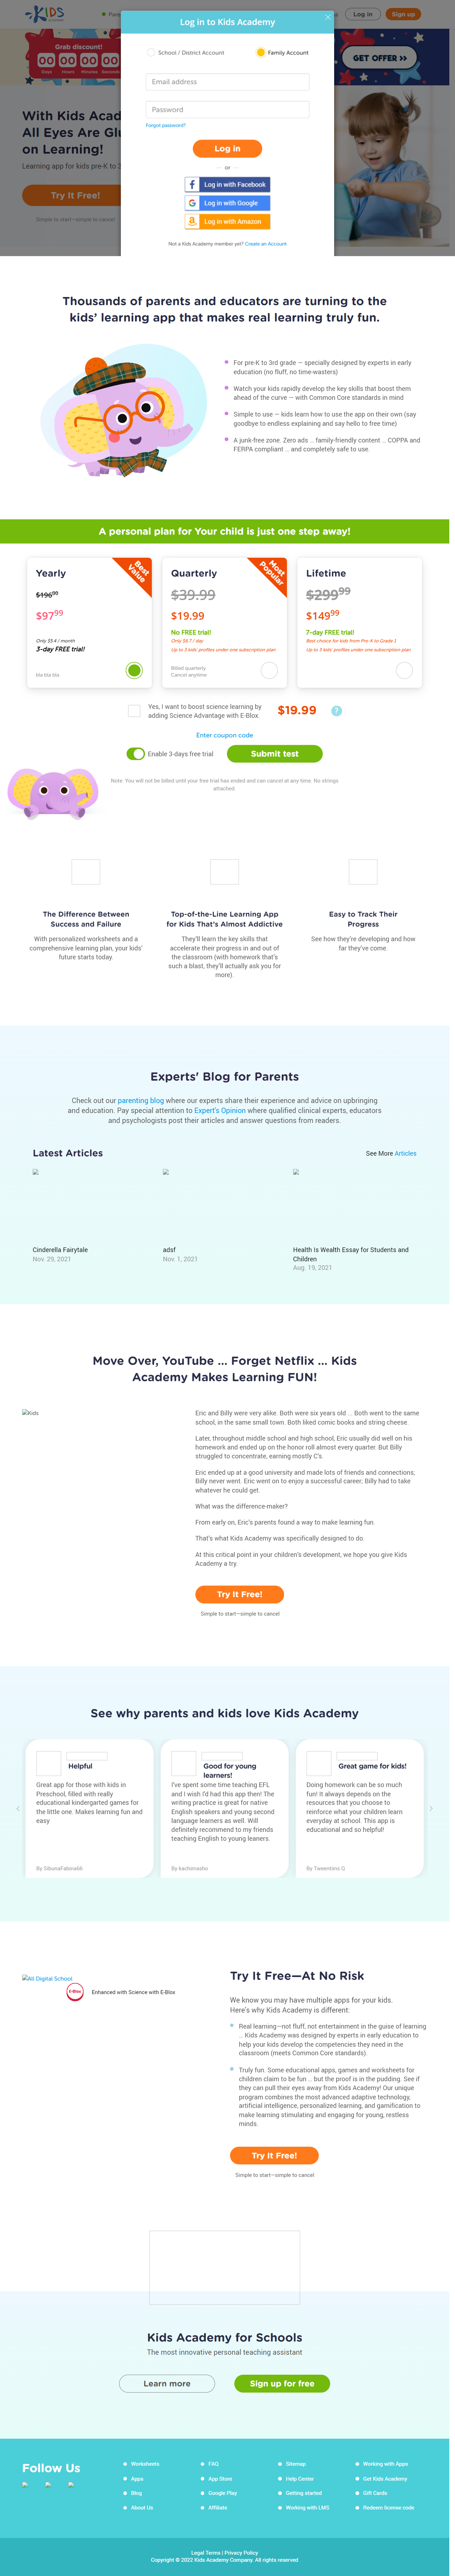 KIDS
Log in to Kids Academy
Log in
Sign up
Grab discount!
00 00 00 00
Days Hours Minutes Seconds
GET OFFER >>
School / District Account
Family Account
Email address
Password
Forgot password?
Log in
or
Log in with Facebook
Log in with Google
Log in with Amazon
Not a Kids Academy member yet? Create an Account
With Kids
All Eyes Are Glu
on Learning!
Learning app for kids pre-K to 3
Try It Free!
Simple to start—simple to cancel
Thousands of parents and educators are turning to the
kids’ learning app that makes real learning truly fun.
For pre-K to 3rd grade — specially designed by experts in early
education (no fluff, no time-wasters)
Watch your kids rapidly develop the key skills that boost them
ahead of the curve — with Common Core standards in mind
Simple to use — kids learn how to use the app on their own (say
goodbye to endless explaining and say hello to free time)
A junk-free zone. Zero ads ... family-friendly content ... COPPA and
FERPA compliant ... and completely safe to use.
A personal plan for Your child is just one step away!
Yearly
Best
Value
$196⁰⁰
$97⁹⁹
Only $5.4 / month
3-day FREE trial!
bla bla bla
Quarterly
Most
Popular
$39.99
$19.99
No FREE trial!
Only $6.7 / day
Up to 3 kids' profiles under one subscription plan
Billed quarterly
Cancel anytime
Lifetime
$299⁹⁹
$149⁹⁹
7-day FREE trial!
Best choice for kids from Pre-K to Grade 1
Up to 3 kids' profiles under one subscription plan
Yes, I want to boost science learning by
adding Science Advantage with E-Blox.
$19.99
?
Enter coupon code
Enable 3-days free trial
Submit test
Note: You will not be billed until your free trial has ended and can cancel at any time. No strings
attached.
The Difference Between
Success and Failure
With personalized worksheets and a
comprehensive learning plan, your kids’
future starts today.
Top-of-the-Line Learning App
for Kids That’s Almost Addictive
They’ll learn the key skills that
accelerate their progress in and out of
the classroom (with homework that’s
such a blast, they’ll actually ask you for
more).
Easy to Track Their
Progress
See how they’re developing and how
far they’ve come.
Experts' Blog for Parents
Check out our parenting blog where our experts share their experience and advice on upbringing
and education. Pay special attention to Expert's Opinion where qualified clinical experts, educators
and psychologists post their articles and answer questions from readers.
Latest Articles
See More Articles
Cinderella Fairytale
Nov. 29, 2021
adsf
Nov. 1, 2021
Health Is Wealth Essay for Students and
Children
Aug. 19, 2021
Move Over, YouTube ... Forget Netflix ... Kids
Academy Makes Learning FUN!
Kids
Eric and Billy were very alike. Both were six years old ... Both went to the same
school, in the same small town. Both liked comic books and string cheese.
Later, throughout middle school and high school, Eric usually did well on his
homework and ended up on the honor roll almost every quarter. But Billy
struggled to concentrate, earning mostly C’s.
Eric ended up at a good university and made lots of friends and connections;
Billy never went. Eric went on to enjoy a successful career; Billy had to take
whatever he could get.
What was the difference-maker?
From early on, Eric’s parents found a way to make learning fun.
That’s what Kids Academy was specifically designed to do.
At this critical point in your children’s development, we hope you give Kids
Academy a try.
Try It Free!
Simple to start—simple to cancel
See why parents and kids love Kids Academy
Helpful
Great app for those with kids in
Preschool, filled with really
educational kindergarted games for
the little one. Makes learning fun and
easy
By SibunaFabina66
Good for young
learners!
I've spent some time teaching EFL
and I wish I'd had this app there! The
writing practice is great for native
English speakers and young second
language learners as well. Will
definitely recommend to my friends
teaching English to young leaners.
By kachimasho
Great game for kids!
Doing homework can be so much
fun! It always depends on the
resources that you choose to
reinforce what your children learn
everyday at school. This app is
educational and so helpful!
By Tweentsna Q
All Digital School
E-Blox
Enhanced with Science with E-Blox
Try It Free—At No Risk
We know you may have multiple apps for your kids.
Here’s why Kids Academy is different:
Real learning—not fluff, not entertainment in the guise of learning
... Kids Academy was designed by experts in early education to
help your kids develop the competencies they need in the
classroom (meets Common Core standards).
Truly fun. Some educational apps, games and worksheets for
children claim to be fun ... but the proof is in the pudding. See if
they can pull their eyes away from Kids Academy! Our unique
program combines the most advanced adaptive technology,
artificial intelligence, personalized learning, and gamification to
make learning stimulating and engaging for young, restless
minds.
Try It Free!
Simple to start—simple to cancel
Kids Academy for Schools
The most innovative personal teaching assistant
Learn more
Sign up for free
Follow Us
Worksheets
Apps
Blog
About Us
FAQ
App Store
Google Play
Affiliate
Sitemap
Help Center
Getting started
Working with LMS
Working with Apps
Get Kids Academy
Gift Cards
Redeem license code
Legal Terms | Privacy Policy
Copyright © 2022 Kids Academy Company. All rights reserved